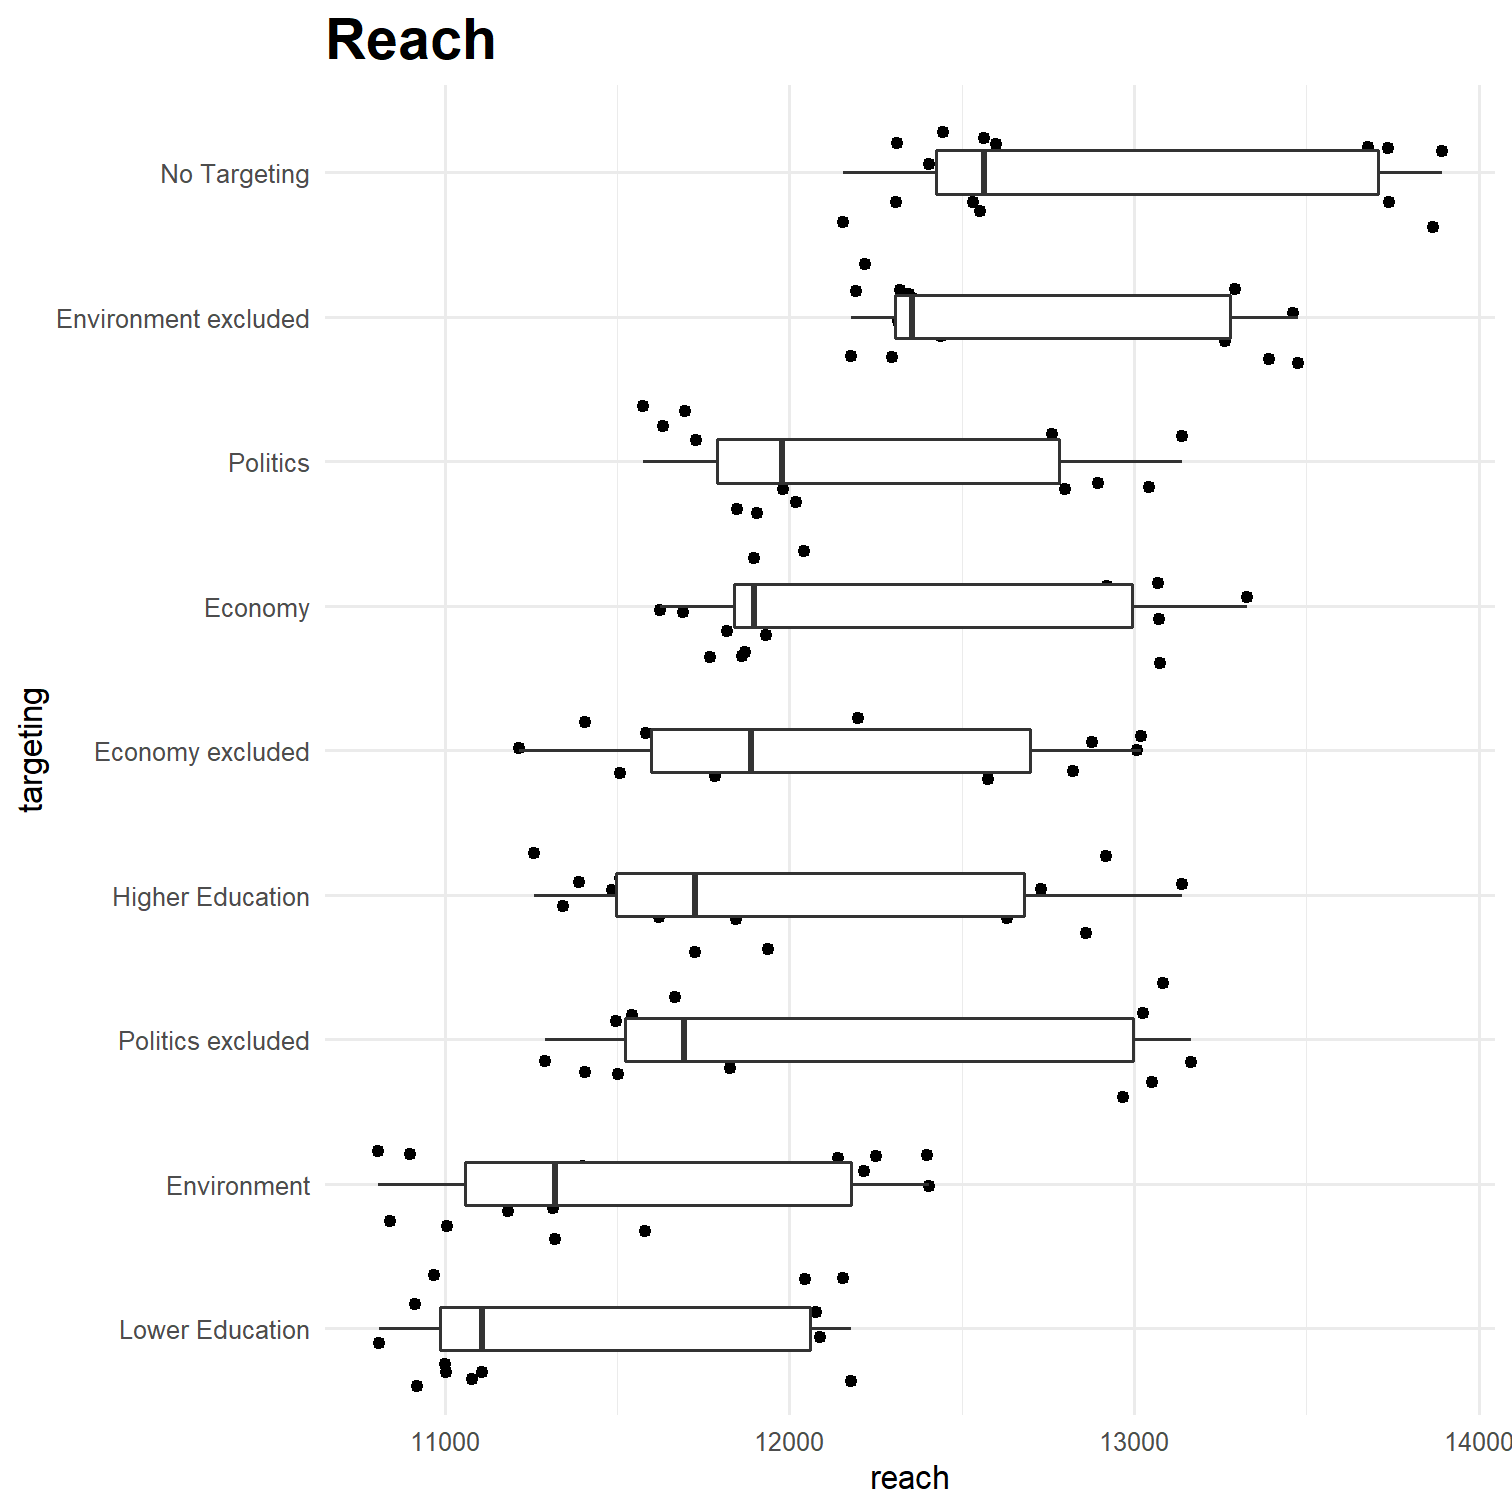 Reach
No Targeting
Environment excluded
Politics
Economy
Economy excluded
Higher Education
Politics excluded
Environment
Lower Education
targeting
11000
12000
13000
14000
reach